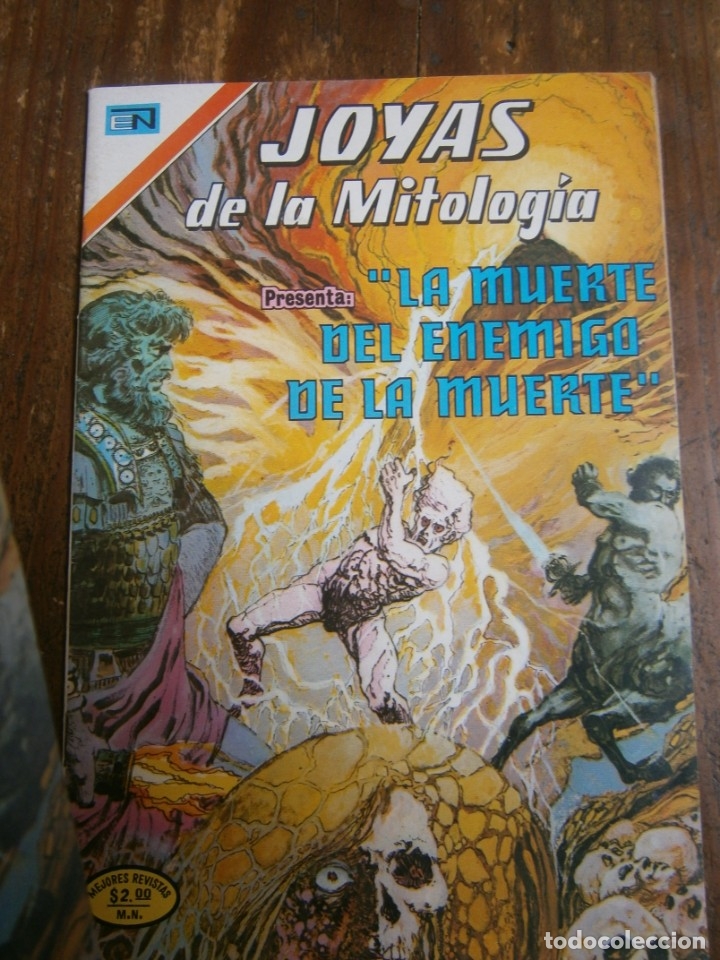 EN
JOYAS
de la Mitología
Presenta: "LA MUERTE
DEL ENEMIGO
DE LA MUERTE"
MEJORES REVISTAS
$2.00
M.N.
todocoleccion